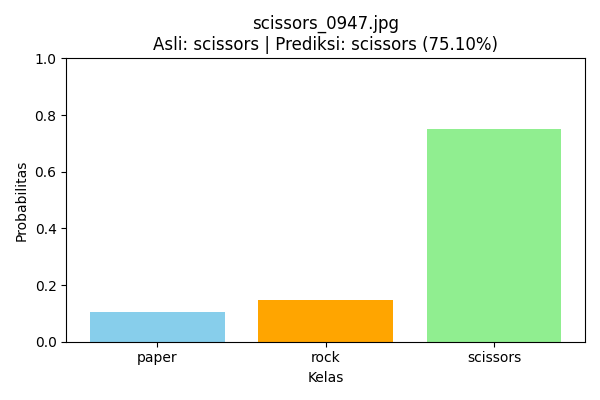 scissors_0947.jpg
Asli: scissors | Prediksi: scissors (75.10%)
1.0
0.8
0.6
0.4
0.2
0.0
Probabilitas
paper
rock
scissors
Kelas